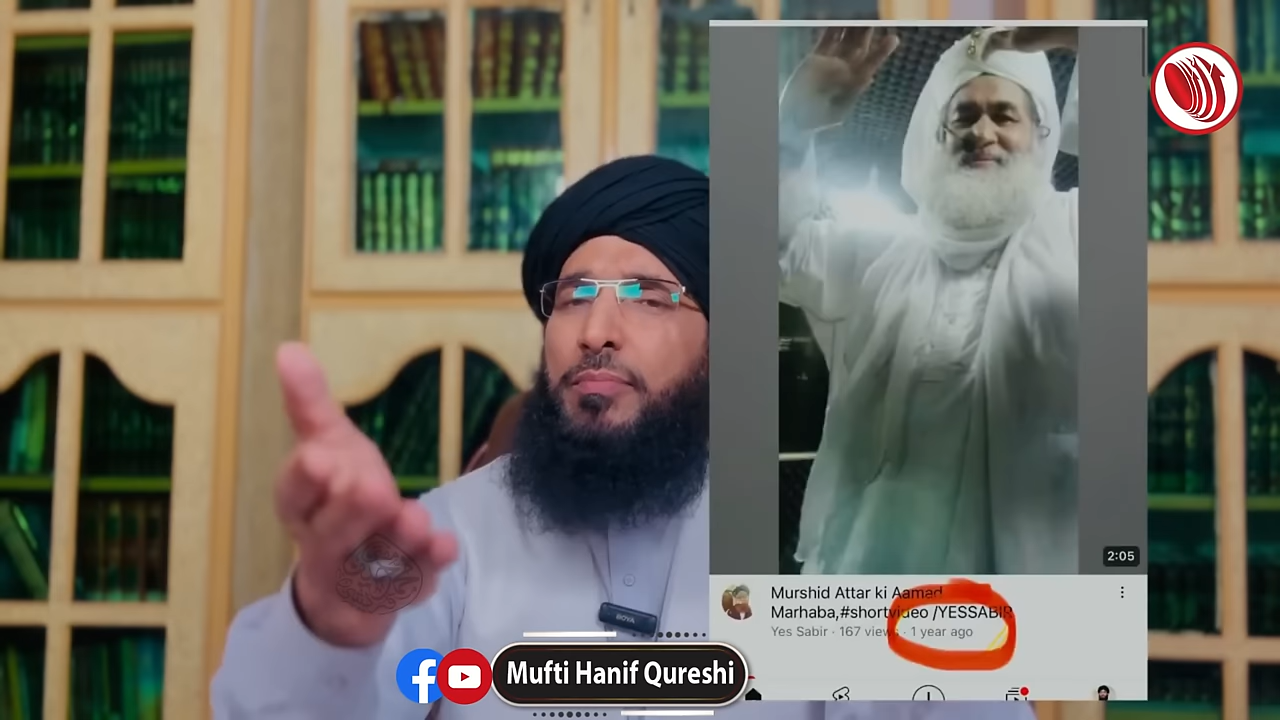 2:05
Murshid Attar ki Aamad
Marhaba,#shortvideo /YESSABIR
Yes Sabir · 167 views · 1 year ago
BOYA
Mufti Hanif Qureshi